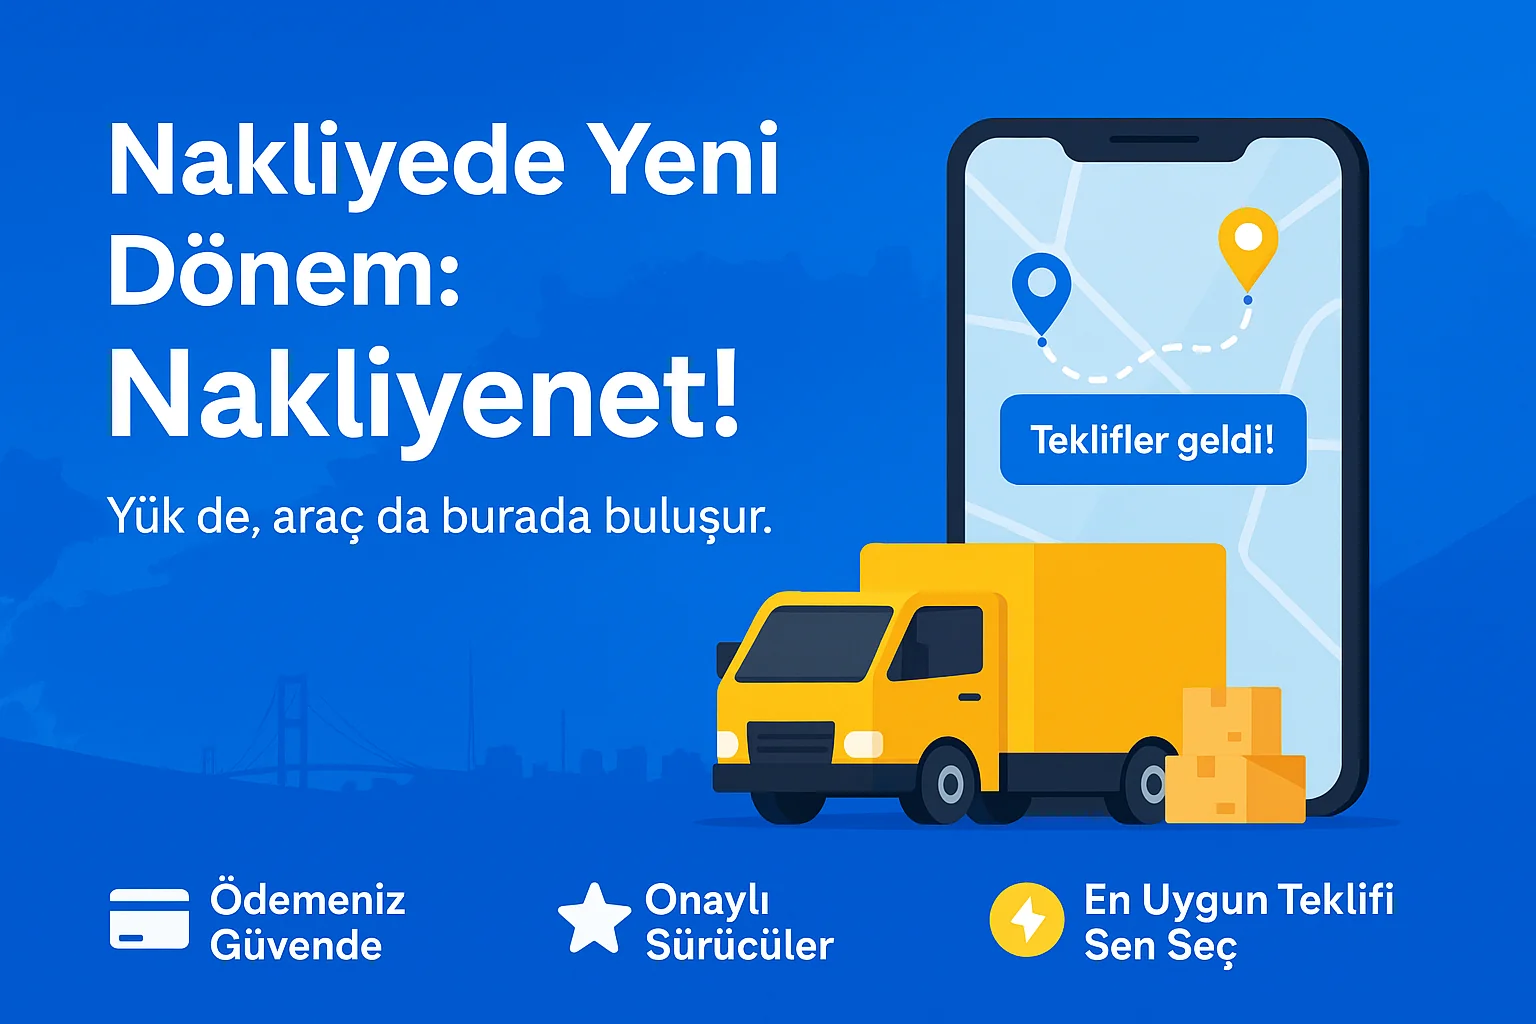 Nakliyede Yeni
Dönem:
Nakliyenet!
Yük de, araç da burada buluşur.
Teklifler geldi!
Ödemeniz
Güvende
Onaylı
Sürücüler
En Uygun Teklifi
Sen Seç